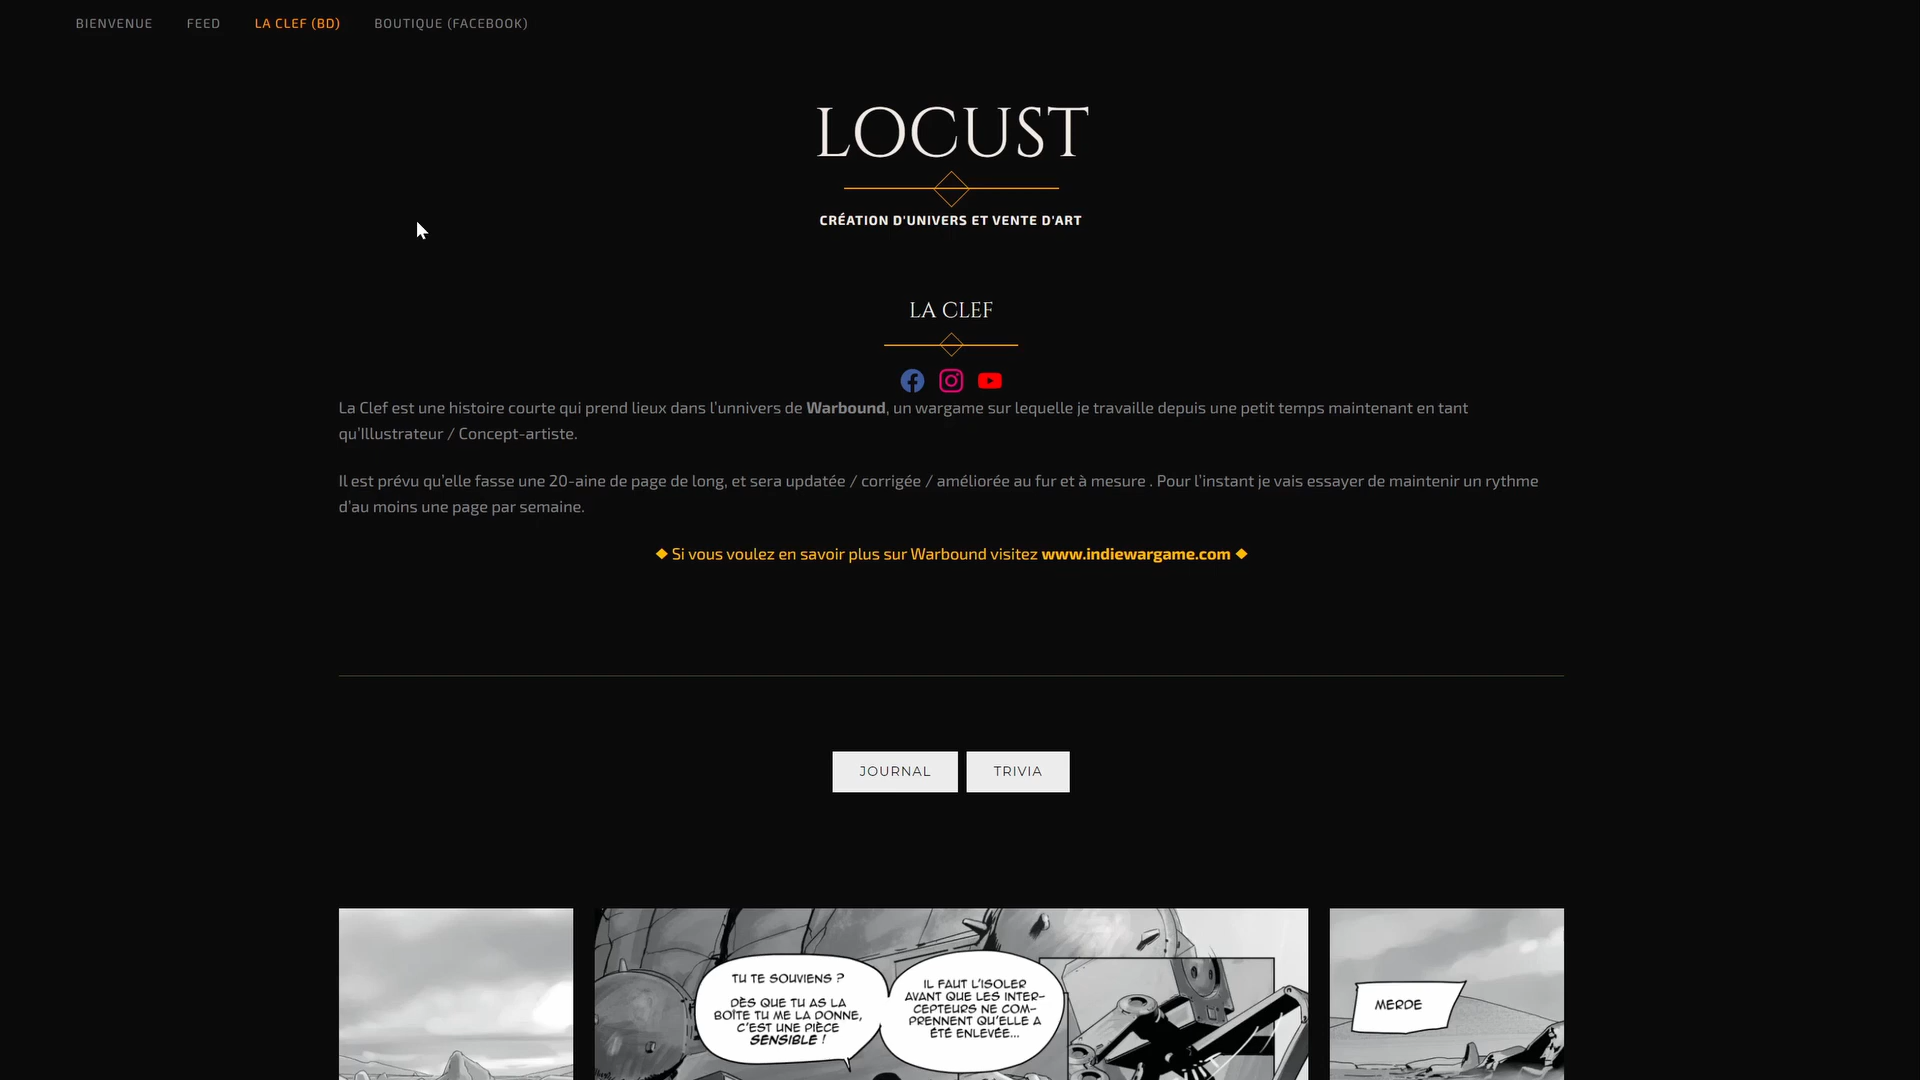 BIENVENUE
FEED
LA CLEF (BD)
BOUTIQUE (FACEBOOK)
LOCUST
CRÉATION D'UNIVERS ET VENTE D'ART
LA CLEF
La Clef est une histoire courte qui prend lieux dans l'unnivers de Warbound, un wargame sur lequelle je travaille depuis une petit temps maintenant en tant
qu'Illustrateur / Concept-artiste.
Il est prévu qu'elle fasse une 20-aine de page de long, et sera updatée / corrigée / améliorée au fur et à mesure . Pour l'instant je vais essayer de maintenir un rythme
d'au moins une page par semaine.
◆ Si vous voulez en savoir plus sur Warbound visitez www.indiewargame.com ◆
JOURNAL
TRIVIA
TU TE SOUVIENS ?
DÈS QUE TU AS LA
BOÎTE TU ME LA DONNE,
C'EST UNE PIÈCE
SENSIBLE !
IL FAUT L'ISOLER
AVANT QUE LES INTER-
CEPTEURS NE COM-
PRENNENT QU'ELLE A
ÉTÉ ENLEVÉE...
MERDE